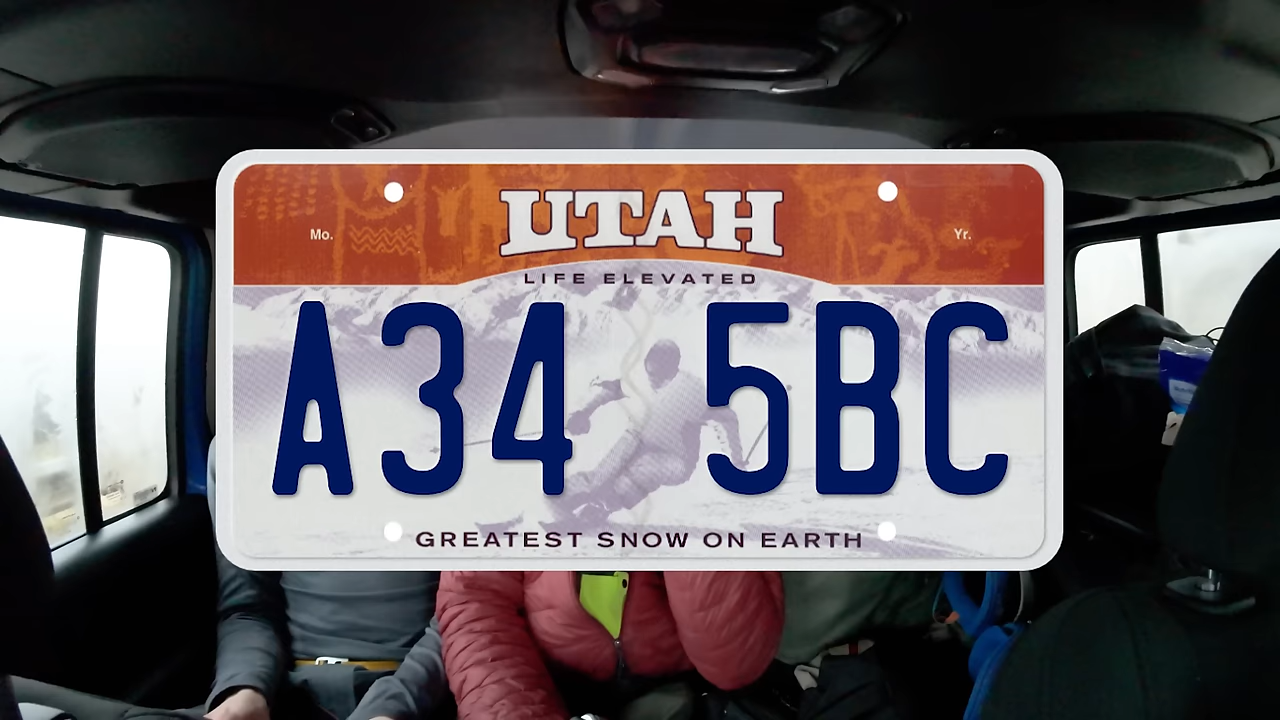 UTAH
Mo.
Yr.
LIFE ELEVATED
A34 5BC
GREATEST SNOW ON EARTH